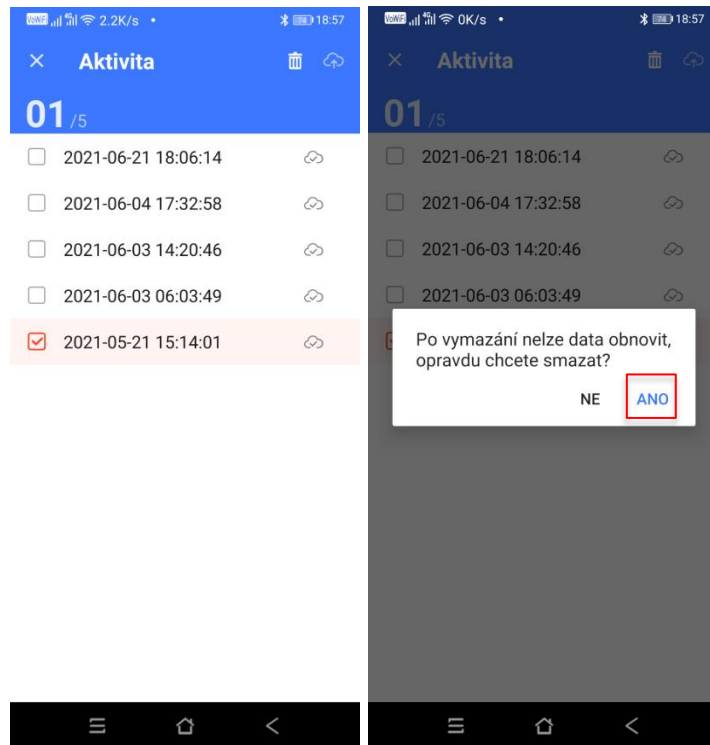 VoWiFi 4G 2.2K/s 18:57
Aktivita
01 /5
2021-06-21 18:06:14
2021-06-04 17:32:58
2021-06-03 14:20:46
2021-06-03 06:03:49
2021-05-21 15:14:01
VoWiFi 4G 0K/s 18:57
Aktivita
01 /5
2021-06-21 18:06:14
2021-06-04 17:32:58
2021-06-03 14:20:46
2021-06-03 06:03:49
Po vymazání nelze data obnovit,
opravdu chcete smazat?
NE ANO